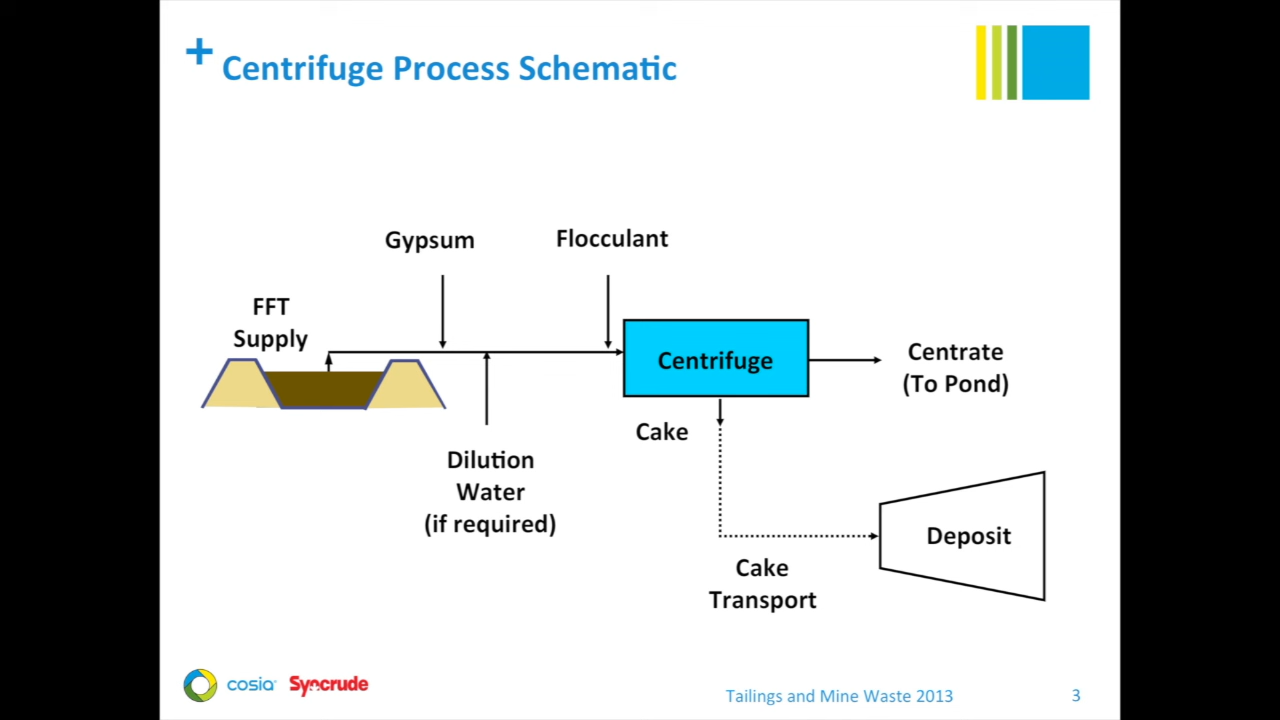 + Centrifuge Process Schematic
Gypsum
Flocculant
FFT
Supply
Centrifuge
Centrate
(To Pond)
Cake
Dilution
Water
(if required)
Deposit
Cake
Transport
cosia
Syncrude
Tailings and Mine Waste 2013
3